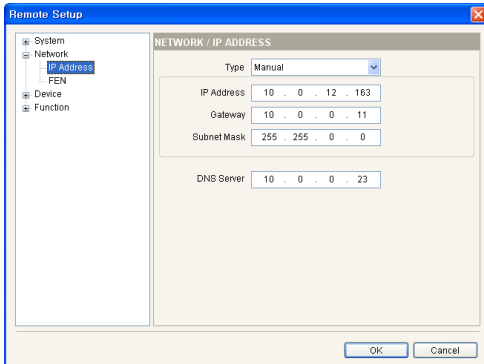 Remote Setup
System
Network
IP Address
FEN
Device
Function
NETWORK / IP ADDRESS
Type Manual
IP Address 10 . 0 . 12 . 163
Gateway 10 . 0 . 0 . 11
Subnet Mask 255 . 255 . 0 . 0
DNS Server 10 . 0 . 0 . 23
OK Cancel